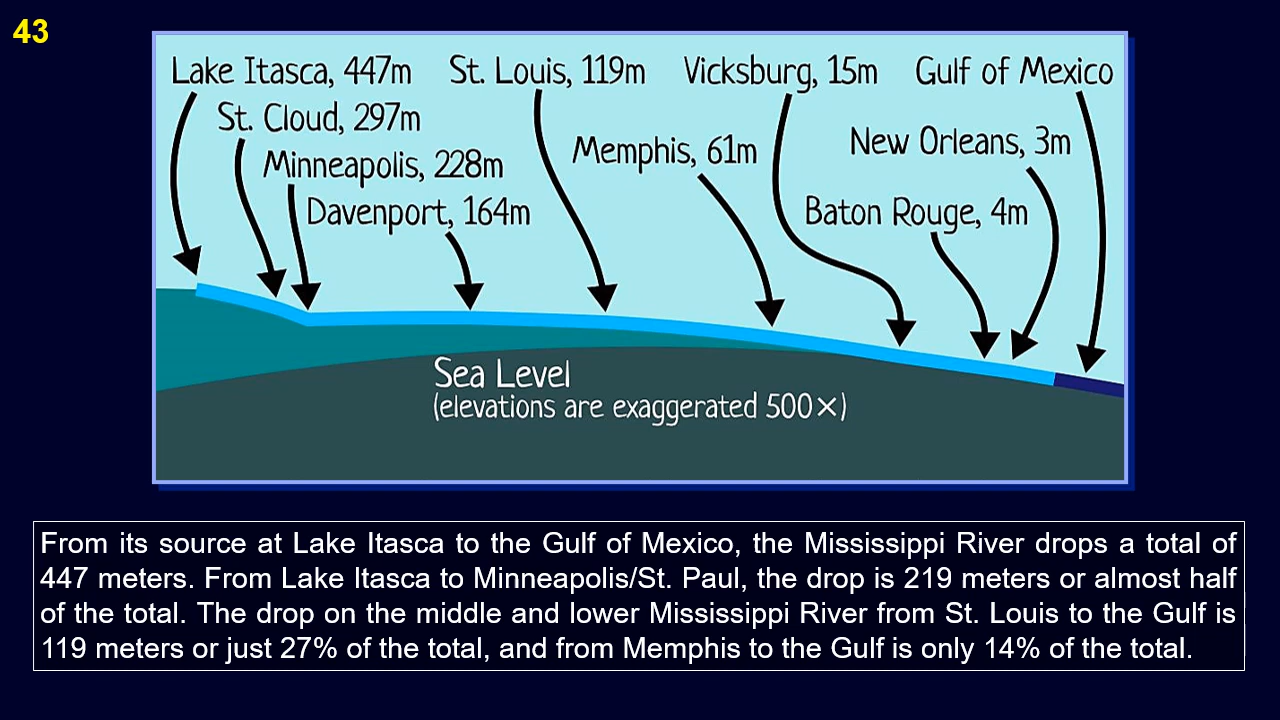 43
Lake Itasca, 447m
St. Louis, 119m
Vicksburg, 15m
Gulf of Mexico
St. Cloud, 297m
Minneapolis, 228m
Memphis, 61m
New Orleans, 3m
Davenport, 164m
Baton Rouge, 4m
Sea Level
(elevations are exaggerated 500×)
From its source at Lake Itasca to the Gulf of Mexico, the Mississippi River drops a total of
447 meters. From Lake Itasca to Minneapolis/St. Paul, the drop is 219 meters or almost half
of the total. The drop on the middle and lower Mississippi River from St. Louis to the Gulf is
119 meters or just 27% of the total, and from Memphis to the Gulf is only 14% of the total.